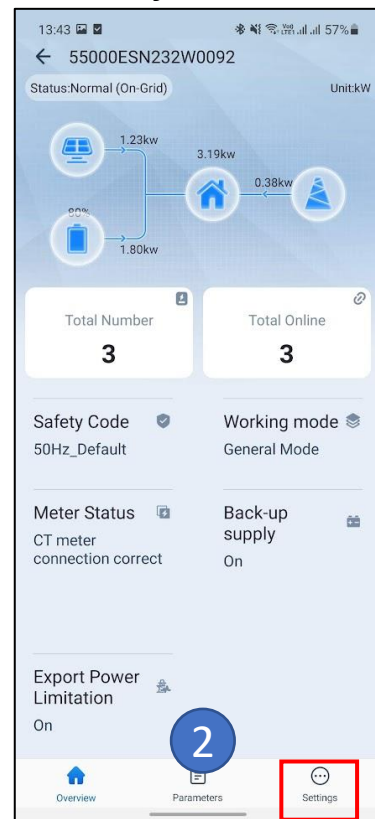 13:43 57%
55000ESN232W0092
Status:Normal (On-Grid) Unit:kW
1.23kw
3.19kw
0.38kw
80%
1.80kw
Total Number Total Online
3 3
Safety Code Working mode
50Hz_Default General Mode
Meter Status Back-up
supply
CT meter
connection correct On
Export Power
Limitation
On
2
Overview Parameters Settings